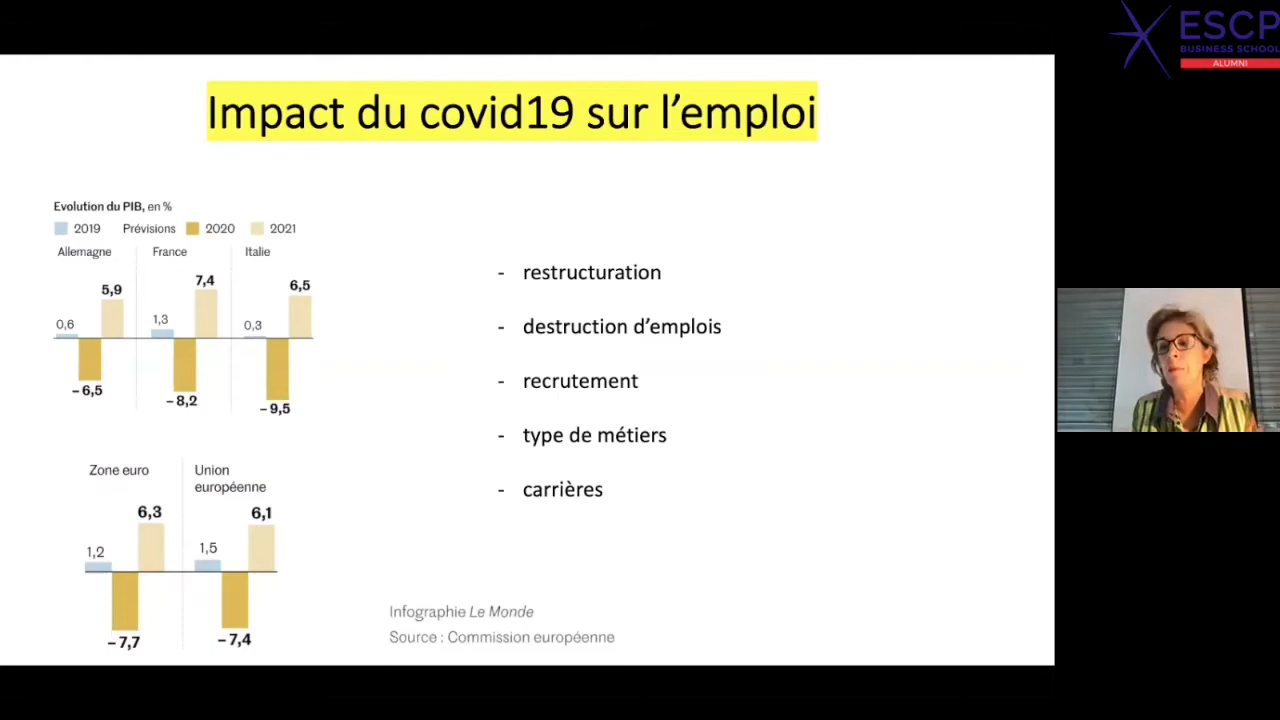 ESCP
BUSINESS SCHOOL
ALUMNI
Impact du covid19 sur l’emploi
Evolution du PIB, en %
2019 Prévisions 2020 2021
Allemagne France Italie
5,9 7,4 6,5
0,6 1,3 0,3
– 6,5 – 8,2 – 9,5
Zone euro Union
européenne
6,3 6,1
1,2 1,5
– 7,7 – 7,4
- restructuration
- destruction d’emplois
- recrutement
- type de métiers
- carrières
Infographie Le Monde
Source : Commission européenne